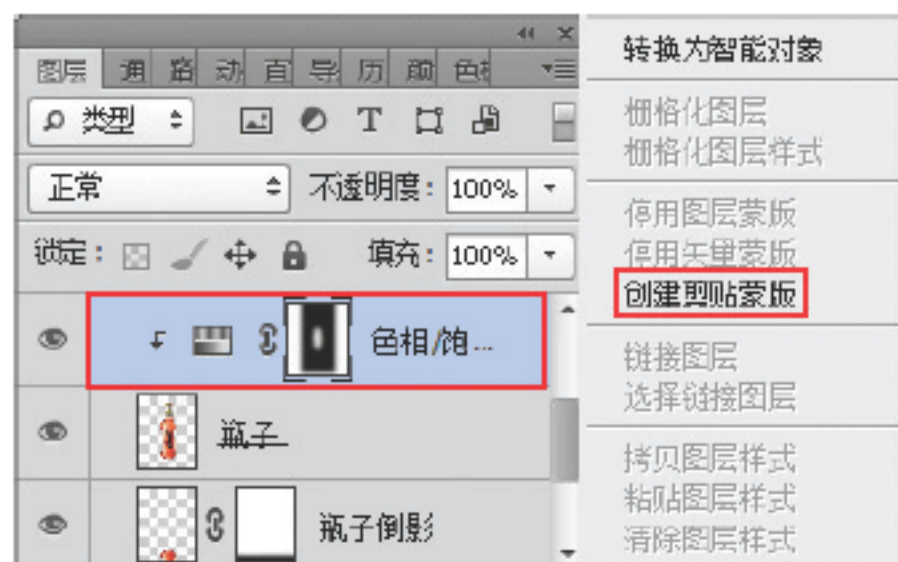 图层 通 路 动 直 导 历 颜 色板
类型
T
正常 不透明度: 100%
锁定: 填充: 100%
色相/饱...
瓶子
瓶子倒影
转换为智能对象
栅格化图层
栅格化图层样式
停用图层蒙版
停用矢量蒙版
创建剪贴蒙版
链接图层
选择链接图层
拷贝图层样式
粘贴图层样式
清除图层样式